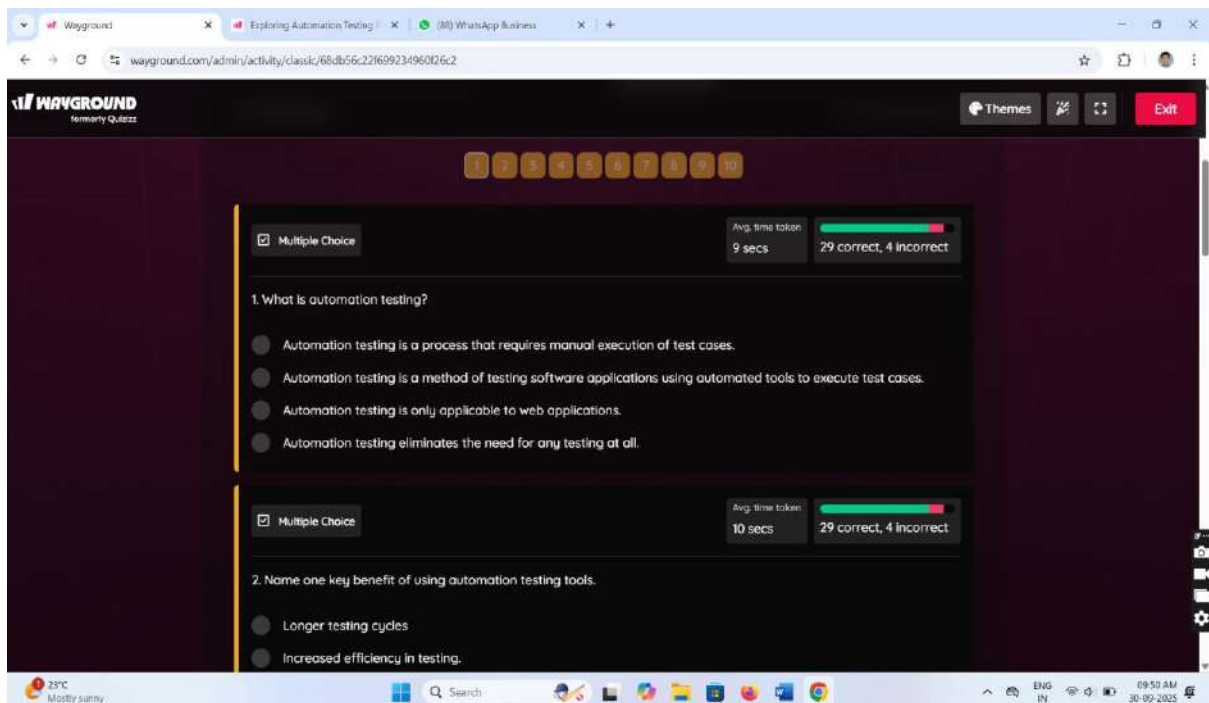 Wayground
Exploring Automation Testing
(88) WhatsApp Business
wayground.com/admin/activity/classic/68db56c22f699234960f26c2
WAYGROUND
formerly Quizizz
Themes
Exit
1 2 3 4 5 6 7 8 9 10
Multiple Choice
Avg. time taken
9 secs
29 correct, 4 incorrect
1. What is automation testing?
Automation testing is a process that requires manual execution of test cases.
Automation testing is a method of testing software applications using automated tools to execute test cases.
Automation testing is only applicable to web applications.
Automation testing eliminates the need for any testing at all.
Multiple Choice
Avg. time taken
10 secs
29 correct, 4 incorrect
2. Name one key benefit of using automation testing tools.
Longer testing cycles
Increased efficiency in testing.
1
23°C
Mostly sunny
Search
ENG
IN
09:50 AM
30-09-2025